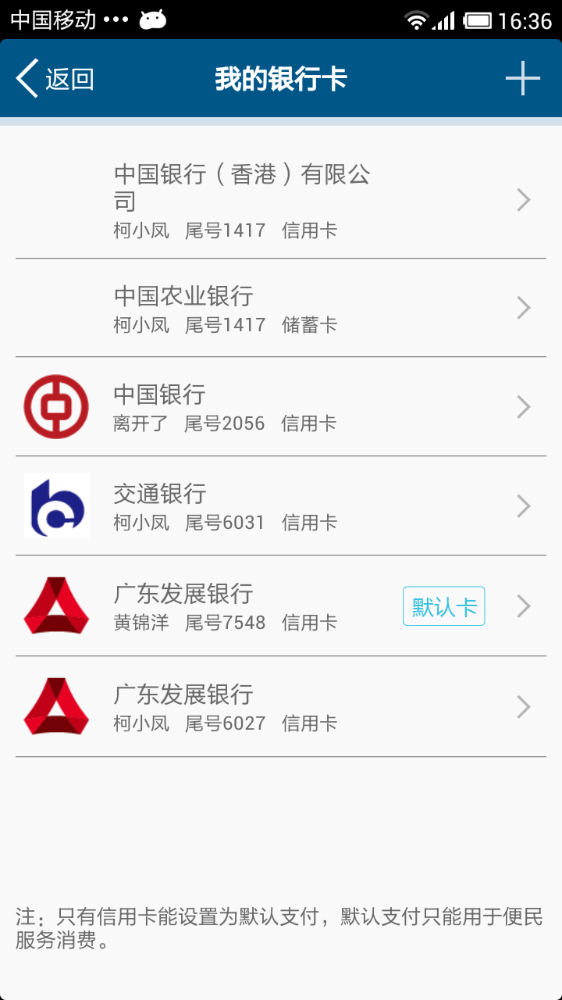 中国移动 ••• 16:36
返回 我的银行卡
中国银行（香港）有限公
司
柯小凤 尾号1417 信用卡
中国农业银行
柯小凤 尾号1417 储蓄卡
中国银行
离开了 尾号2056 信用卡
交通银行
柯小凤 尾号6031 信用卡
广东发展银行
默认卡
黄锦洋 尾号7548 信用卡
广东发展银行
柯小凤 尾号6027 信用卡
注：只有信用卡能设置为默认支付，默认支付只能用于便民
服务消费。